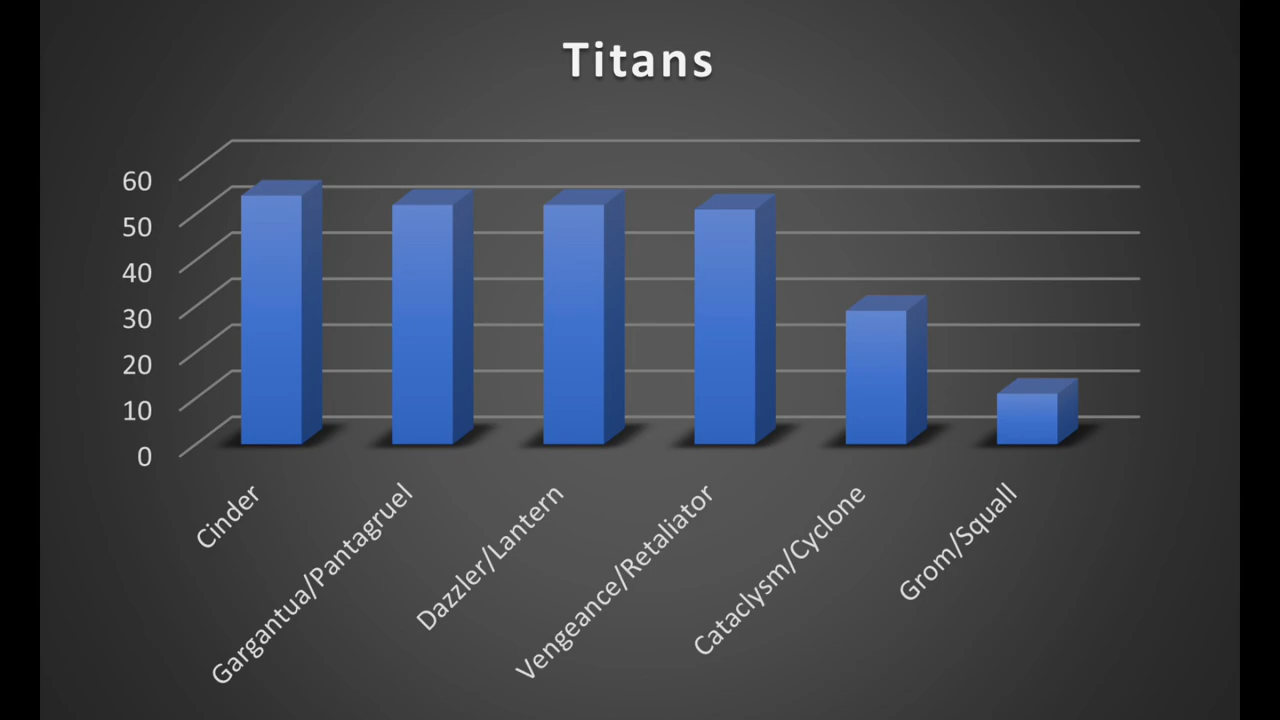 Titans
60
50
40
30
20
10
0
Cinder
Gargantua/Pantagruel
Dazzler/Lantern
Vengeance/Retaliator
Cataclysm/Cyclone
Grom/Squall